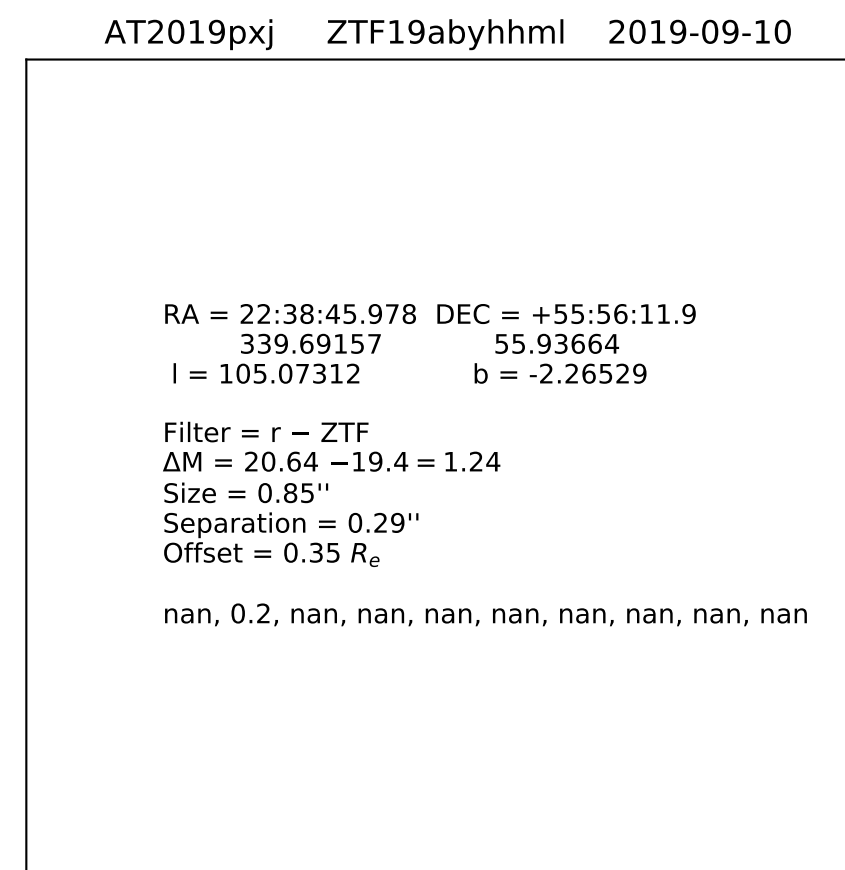 AT2019pxj ZTF19abyhhml 2019-09-10
RA = 22:38:45.978 DEC = +55:56:11.9
339.69157 55.93664
l = 105.07312 b = -2.26529
Filter = r − ZTF
ΔM = 20.64 −19.4 = 1.24
Size = 0.85''
Separation = 0.29''
Offset = 0.35 Re
nan, 0.2, nan, nan, nan, nan, nan, nan, nan, nan